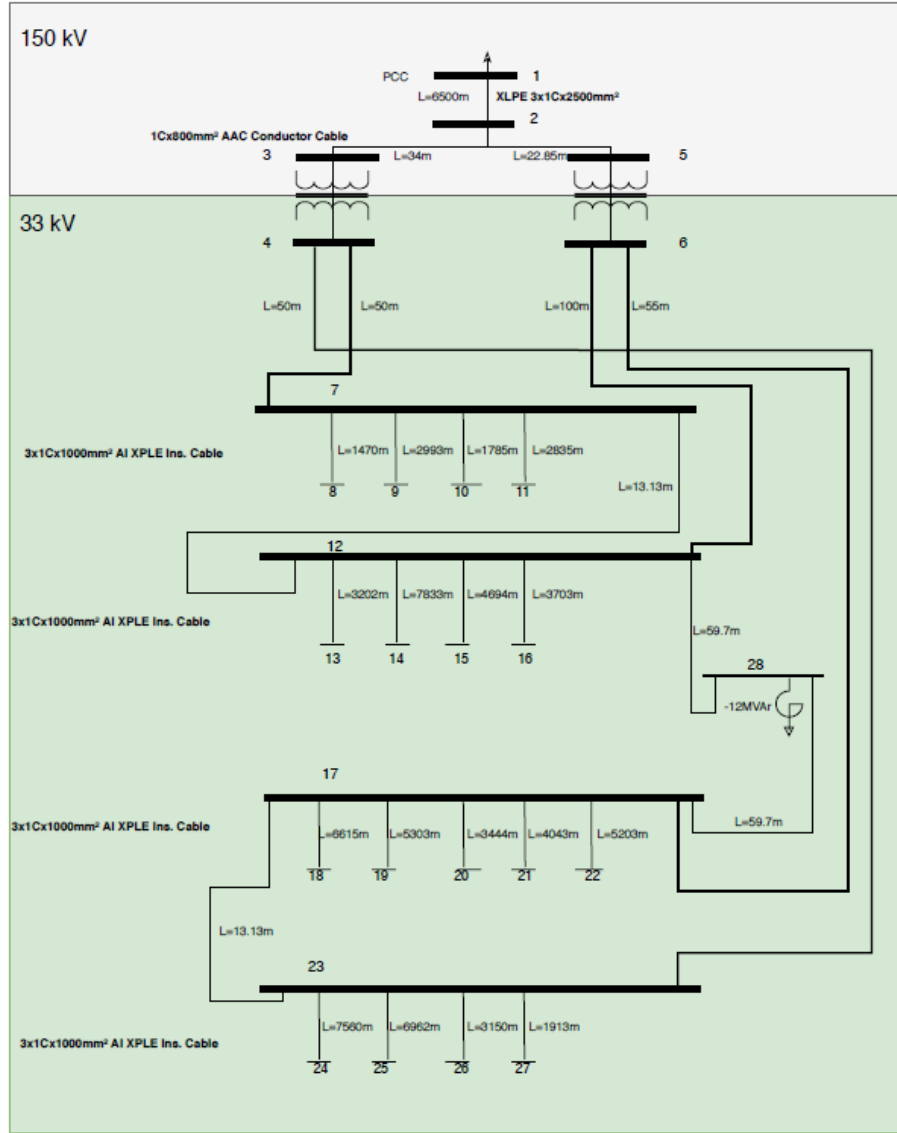 150 kV
PCC
1
L=6500m
XLPE 3x1Cx2500mm²
2
1Cx800mm² AAC Conductor Cable
3
L=34m
L=22.85m
5
33 kV
4
6
L=50m
L=50m
L=100m
L=55m
7
3x1Cx1000mm² Al XPLE Ins. Cable
L=1470m
L=2993m
L=1785m
L=2835m
L=13.13m
8
9
10
11
12
3x1Cx1000mm² Al XPLE Ins. Cable
L=3202m
L=7833m
L=4694m
L=3703m
L=59.7m
13
14
15
16
28
-12MVAr
17
3x1Cx1000mm² Al XPLE Ins. Cable
L=6615m
L=5303m
L=3444m
L=4043m
L=5203m
L=59.7m
18
19
20
21
22
L=13.13m
23
3x1Cx1000mm² Al XPLE Ins. Cable
L=7560m
L=6962m
L=3150m
L=1913m
24
25
26
27